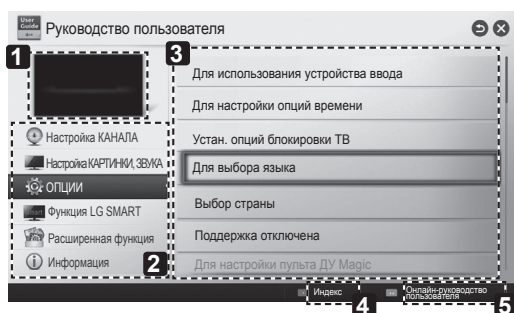 User Guide
Руководство пользователя
1
3
Для использования устройства ввода
Для настройки опций времени
Устан. опций блокировки ТВ
Для выбора языка
Выбор страны
Поддержка отключена
Для настройки пульта ДУ Magic
Настройка КАНАЛА
Настройка КАРТИНКИ, ЗВУКА
ОПЦИИ
Smart Функция LG SMART
Расширенная функция
Информация
2
Индекс
4
Онлайн-руководство
пользователя
5